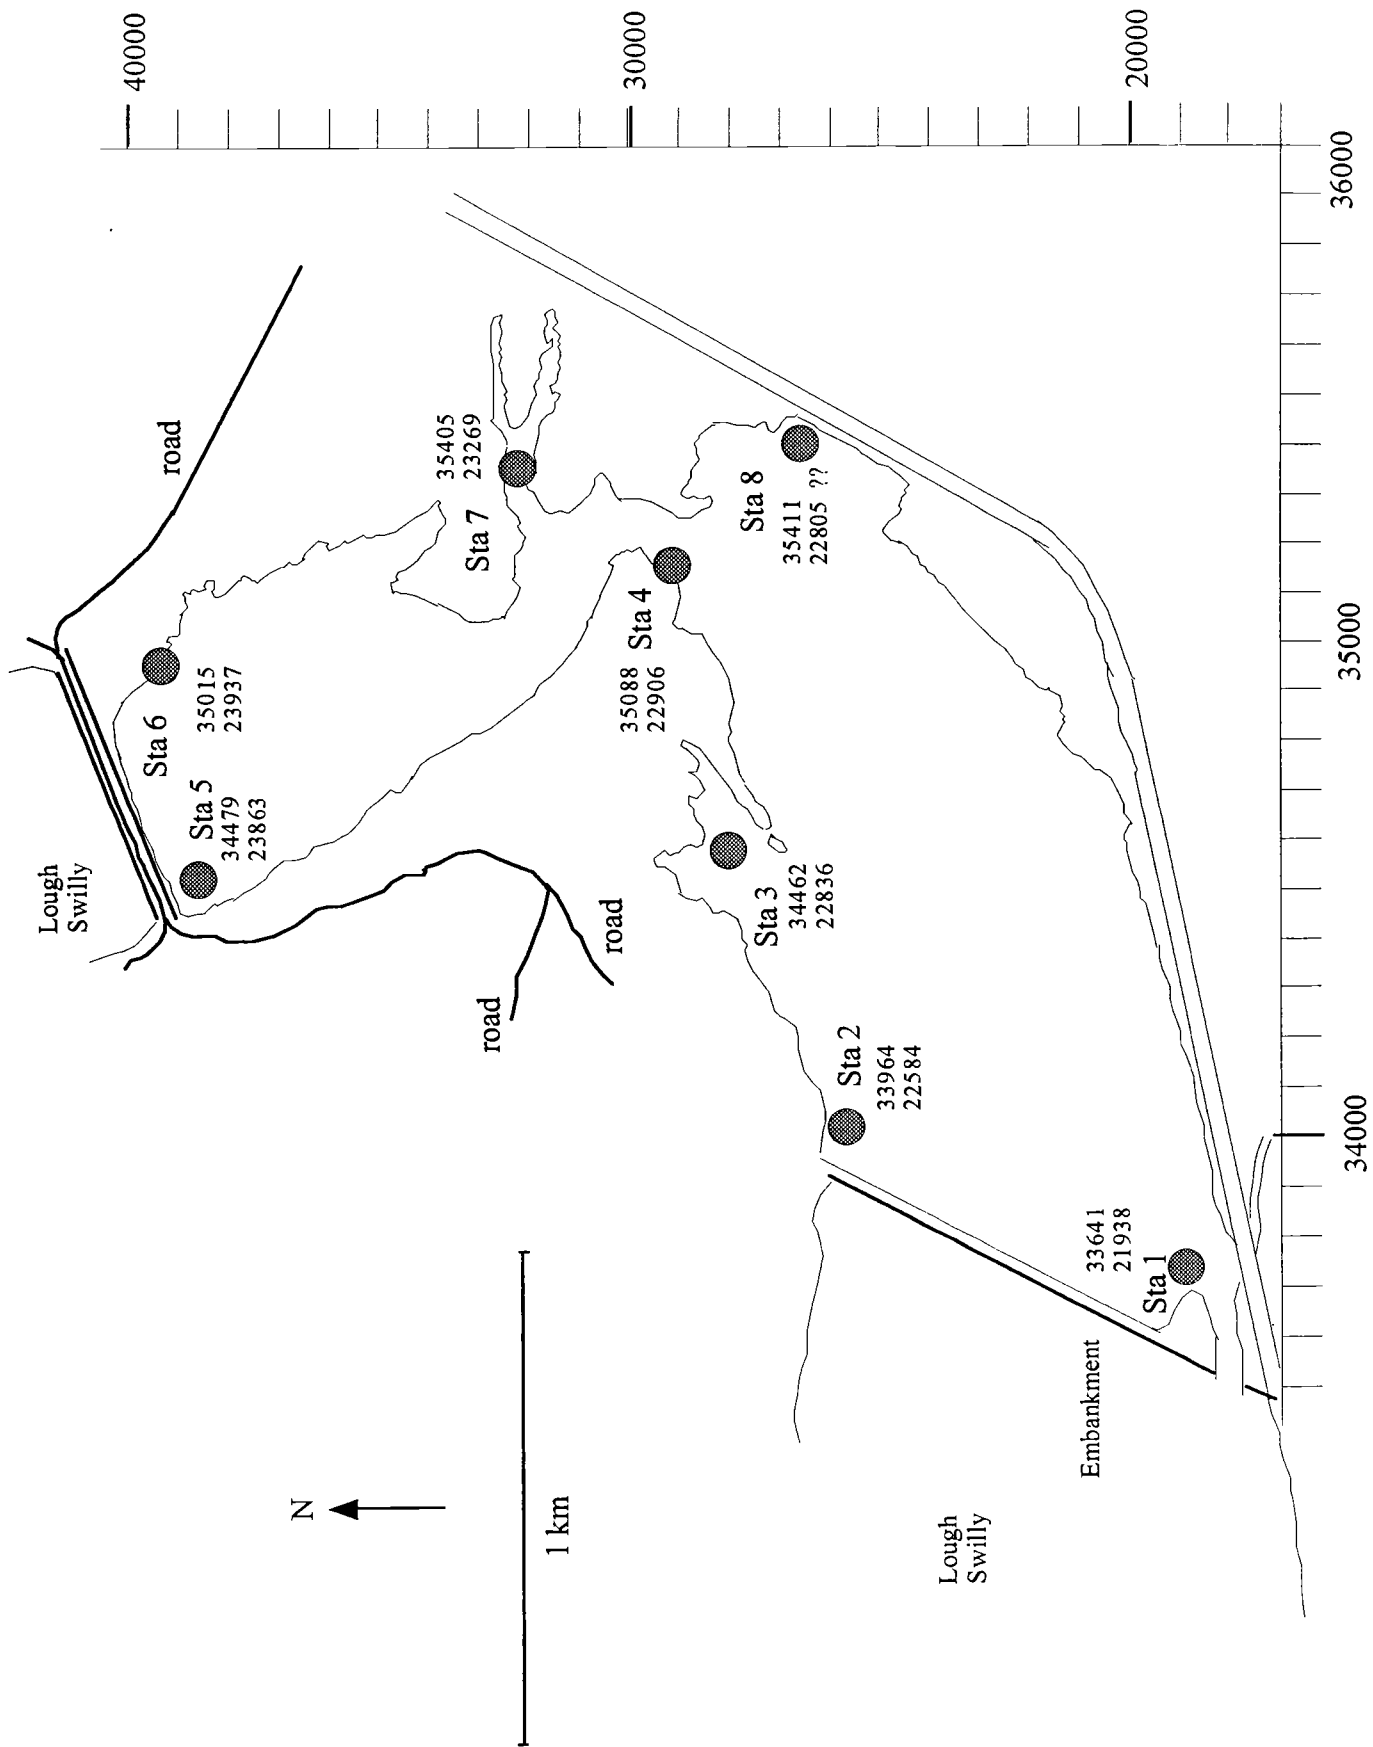 40000
30000
20000
36000
35000
34000
road
35405
23269
Sta 7
Sta 8
35411
22805 ??
Sta 4
35088
22906
Sta 6
35015
23937
Sta 5
34479
23863
Lough
Swilly
road
road
Sta 3
34462
22836
Sta 2
33964
22584
33641
21938
Sta 1
Embankment
Lough
Swilly
N
1 km